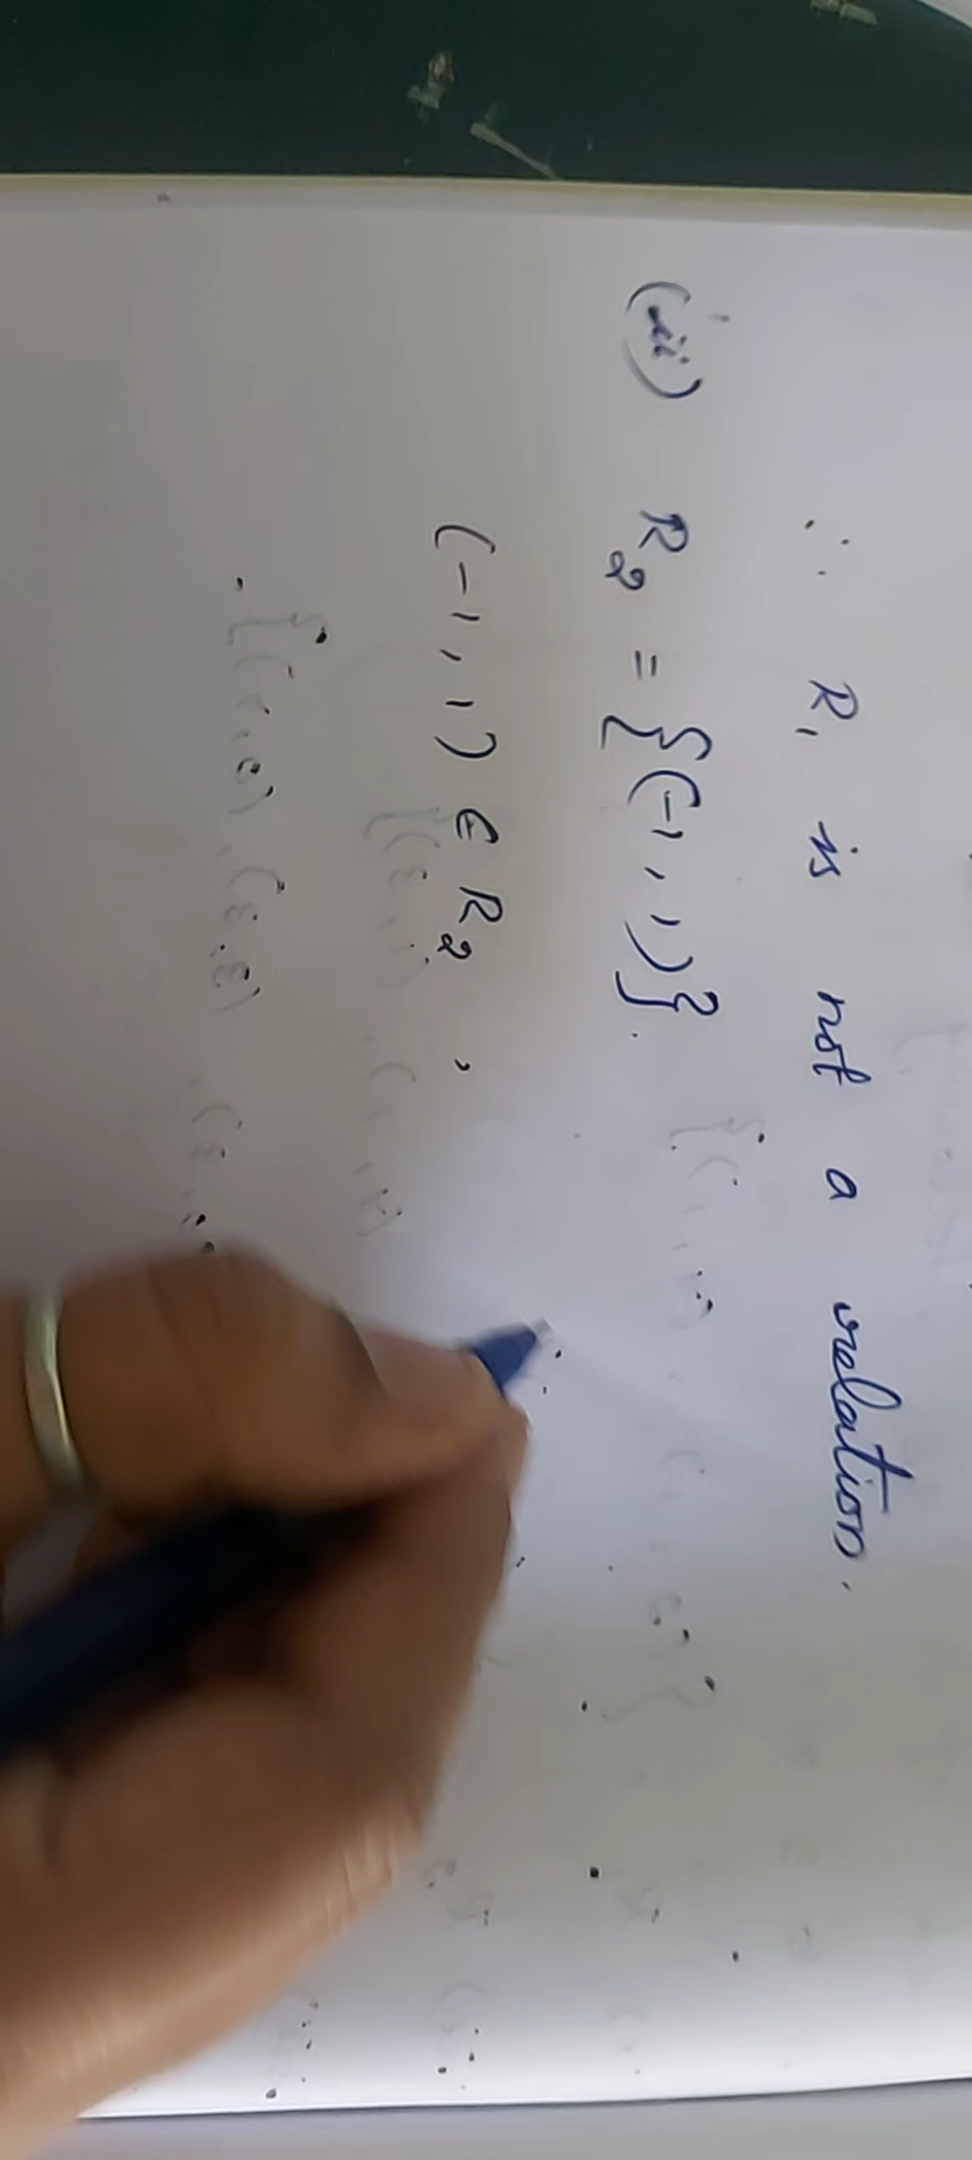 ∴ R₁ is not a relation.
(ii) R₂ = {(-1, 1)}.
(-1, 1) ∈ R₂ ,